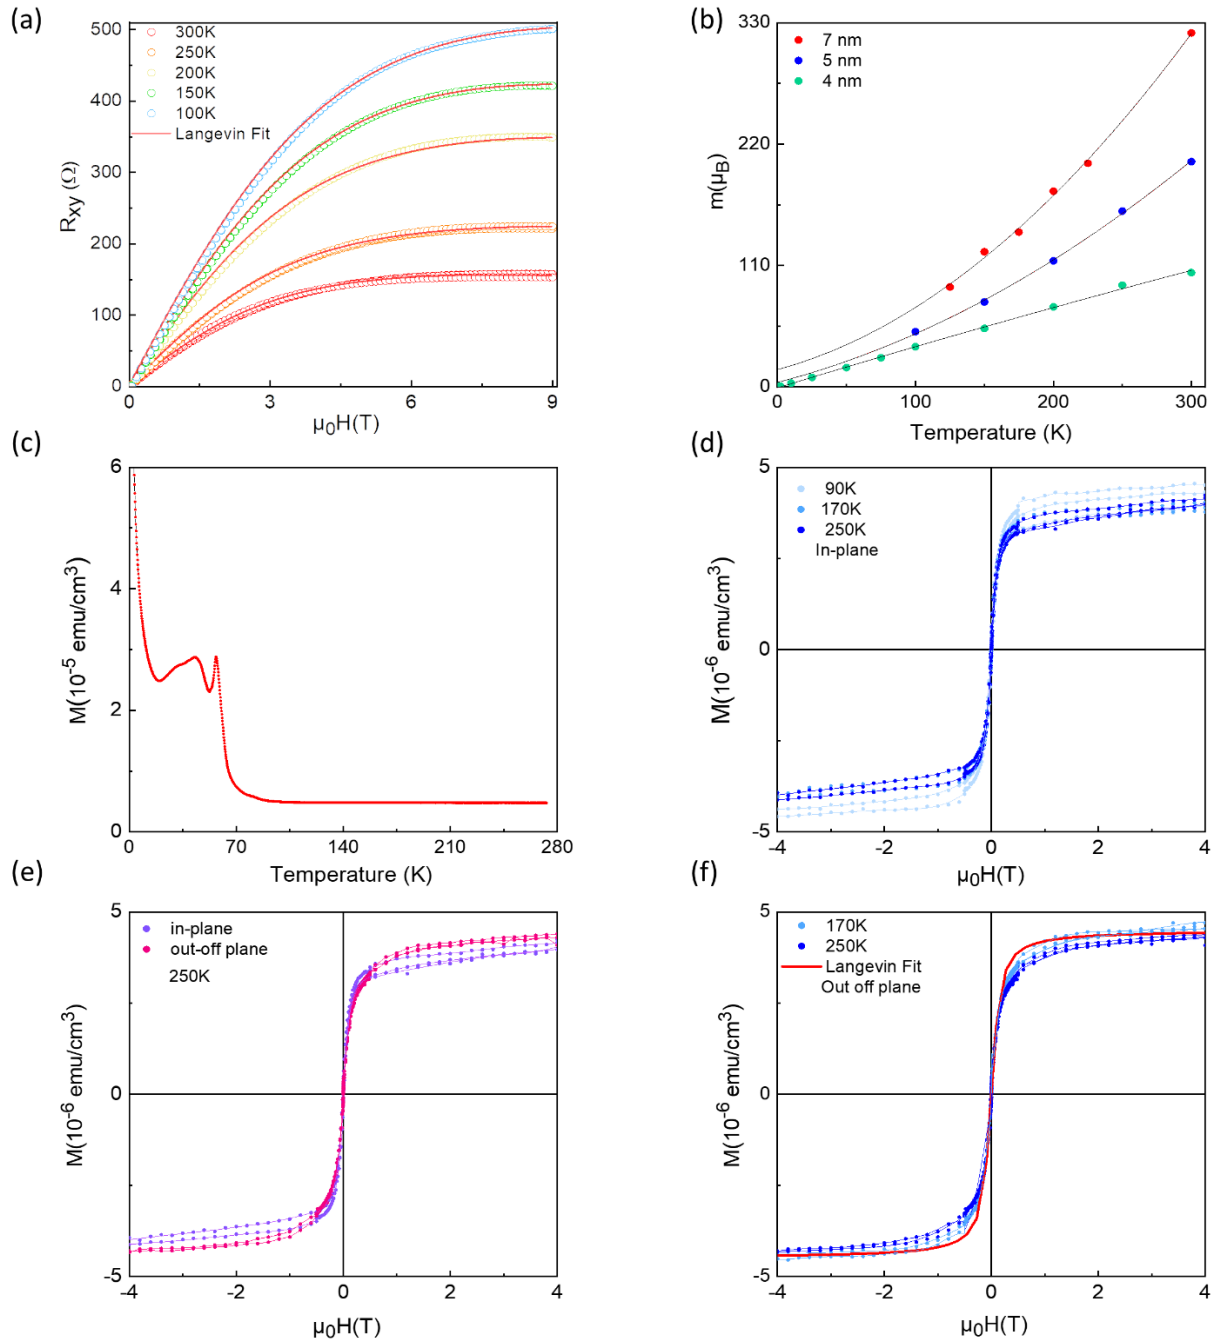 (a)
500
400
300
200
100
0
300K
250K
200K
150K
100K
Langevin Fit
Rxy (Ω)
0 3 6 9
μ0H(T)
(b)
330
220
110
0
7 nm
5 nm
4 nm
m(μB)
100 200 300
Temperature (K)
(c)
6
4
2
0
M(10-5 emu/cm3)
0 70 140 210 280
Temperature (K)
(d)
5
0
-5
90K
170K
250K
In-plane
M(10-6 emu/cm3)
-4 -2 0 2 4
μ0H(T)
(e)
5
0
-5
in-plane
out-off plane
250K
M(10-6 emu/cm3)
-4 -2 0 2 4
μ0H(T)
(f)
5
0
-5
170K
250K
Langevin Fit
Out off plane
M(10-6 emu/cm3)
-4 -2 0 2 4
μ0H(T)